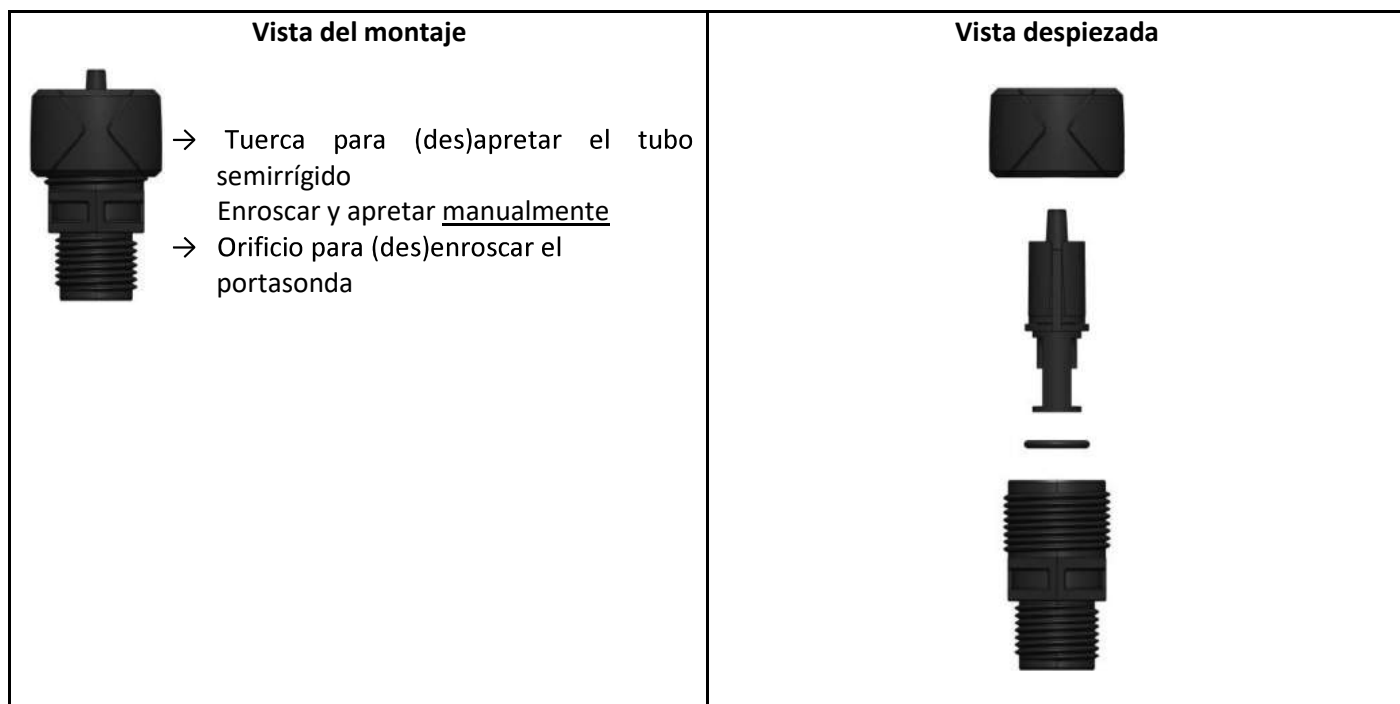 Vista del montaje
Vista despiezada
→ Tuerca para (des)apretar el tubo
semirrígido
Enroscar y apretar manualmente
→ Orificio para (des)enroscar el
portasonda